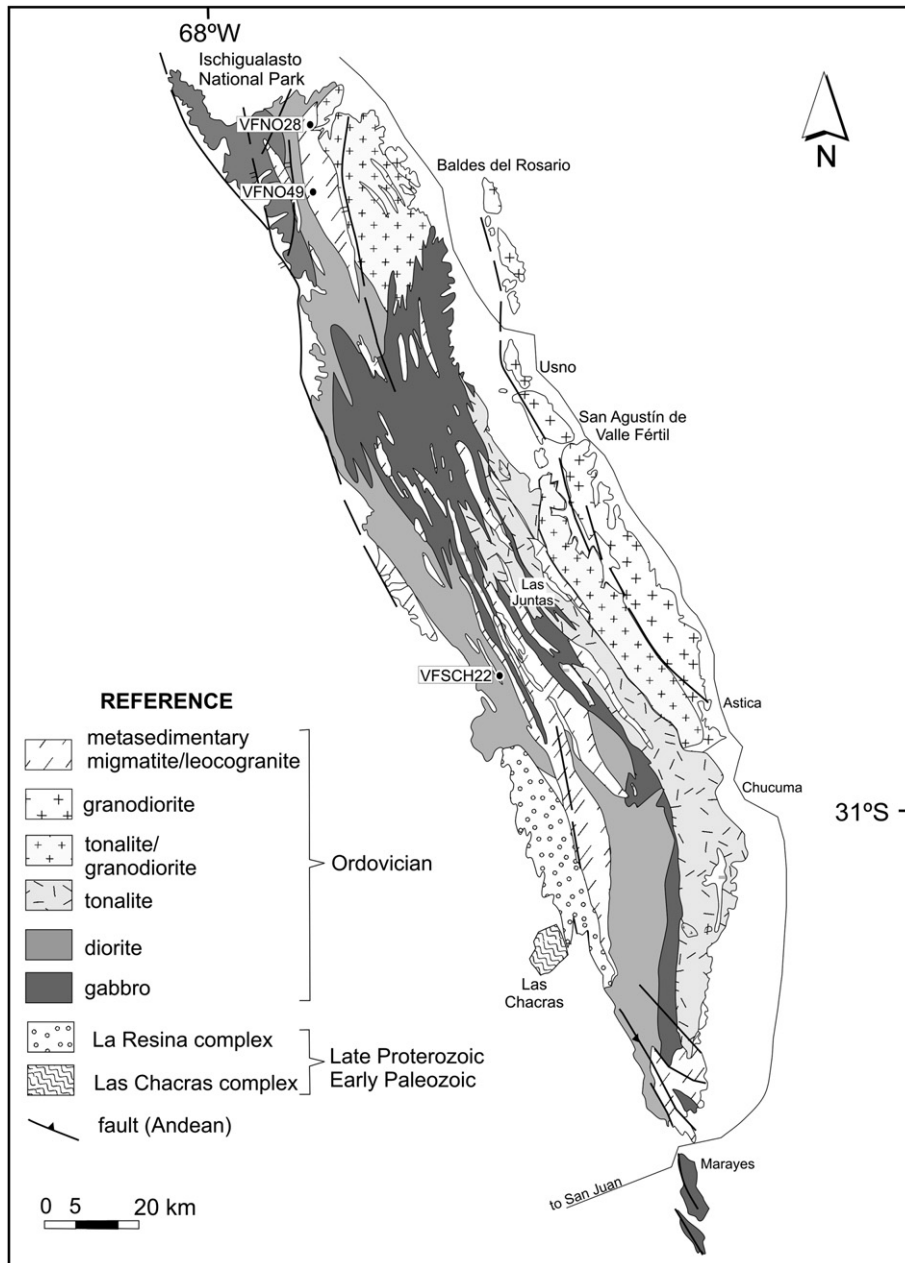 68ºW
Ischigualasto
National Park
VFNO28
N
Baldes del Rosario
VFNO49
Usno
San Agustín de
Valle Fértil
Las
Juntas
VFSCH22
Astica
Chucuma
31ºS
REFERENCE
metasedimentary
migmatite/leocogranite
granodiorite
tonalite/
granodiorite
tonalite
diorite
gabbro
Ordovician
La Resina complex
Las Chacras complex
Late Proterozoic
Early Paleozoic
fault (Andean)
0 5 20 km
Las
Chacras
Marayes
to San Juan